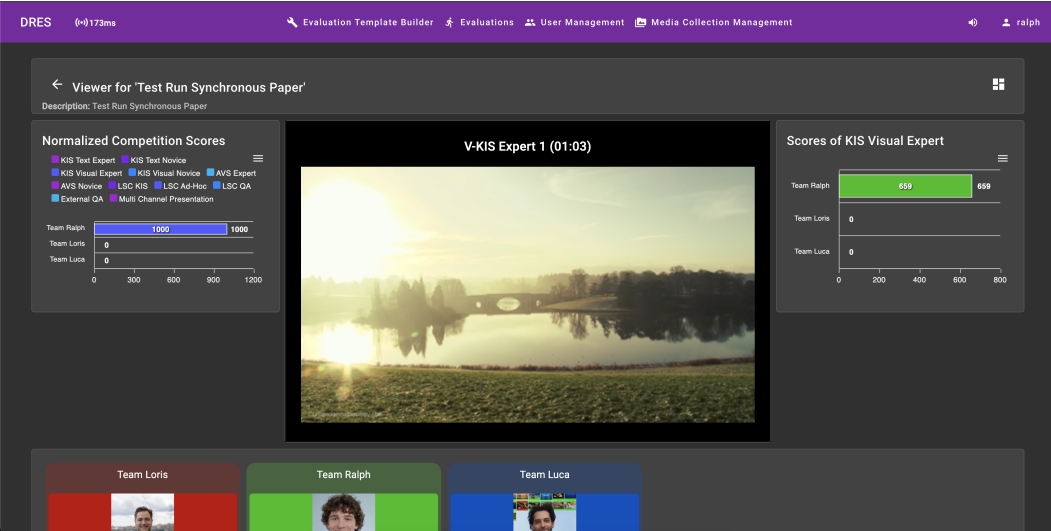 DRES
173ms
Evaluation Template Builder
Evaluations
User Management
Media Collection Management
ralph
Viewer for 'Test Run Synchronous Paper'
Description: Test Run Synchronous Paper
Normalized Competition Scores
KIS Text Expert KIS Text Novice
KIS Visual Expert KIS Visual Novice AVS Expert
AVS Novice LSC KIS LSC Ad-Hoc LSC QA
External QA Multi Channel Presentation
Team Ralph 1000 1000
Team Loris 0
Team Luca 0
0 300 600 900 1200
V-KIS Expert 1 (01:03)
Scores of KIS Visual Expert
Team Ralph 659 659
Team Loris 0
Team Luca 0
0 200 400 600 800
Team Loris
Team Ralph
Team Luca